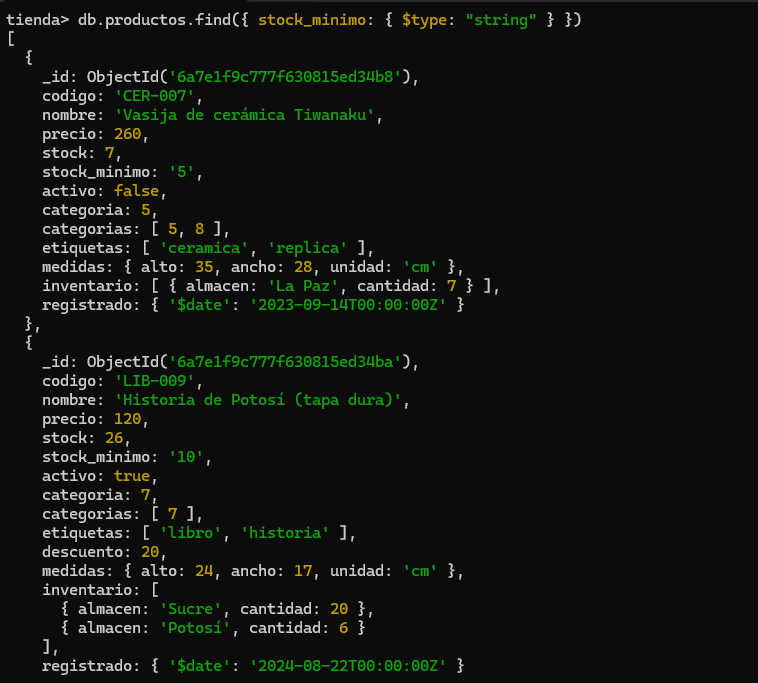 tienda> db.productos.find({ stock_minimo: { $type: "string" } })
[
  {
    _id: ObjectId('6a7e1f9c777f630815ed34b8'),
    codigo: 'CER-007',
    nombre: 'Vasija de cerámica Tiwanaku',
    precio: 260,
    stock: 7,
    stock_minimo: '5',
    activo: false,
    categoria: 5,
    categorias: [ 5, 8 ],
    etiquetas: [ 'ceramica', 'replica' ],
    medidas: { alto: 35, ancho: 28, unidad: 'cm' },
    inventario: [ { almacen: 'La Paz', cantidad: 7 } ],
    registrado: { '$date': '2023-09-14T00:00:00Z' }
  },
  {
    _id: ObjectId('6a7e1f9c777f630815ed34ba'),
    codigo: 'LIB-009',
    nombre: 'Historia de Potosí (tapa dura)',
    precio: 120,
    stock: 26,
    stock_minimo: '10',
    activo: true,
    categoria: 7,
    categorias: [ 7 ],
    etiquetas: [ 'libro', 'historia' ],
    descuento: 20,
    medidas: { alto: 24, ancho: 17, unidad: 'cm' },
    inventario: [
      { almacen: 'Sucre', cantidad: 20 },
      { almacen: 'Potosí', cantidad: 6 }
    ],
    registrado: { '$date': '2024-08-22T00:00:00Z' }